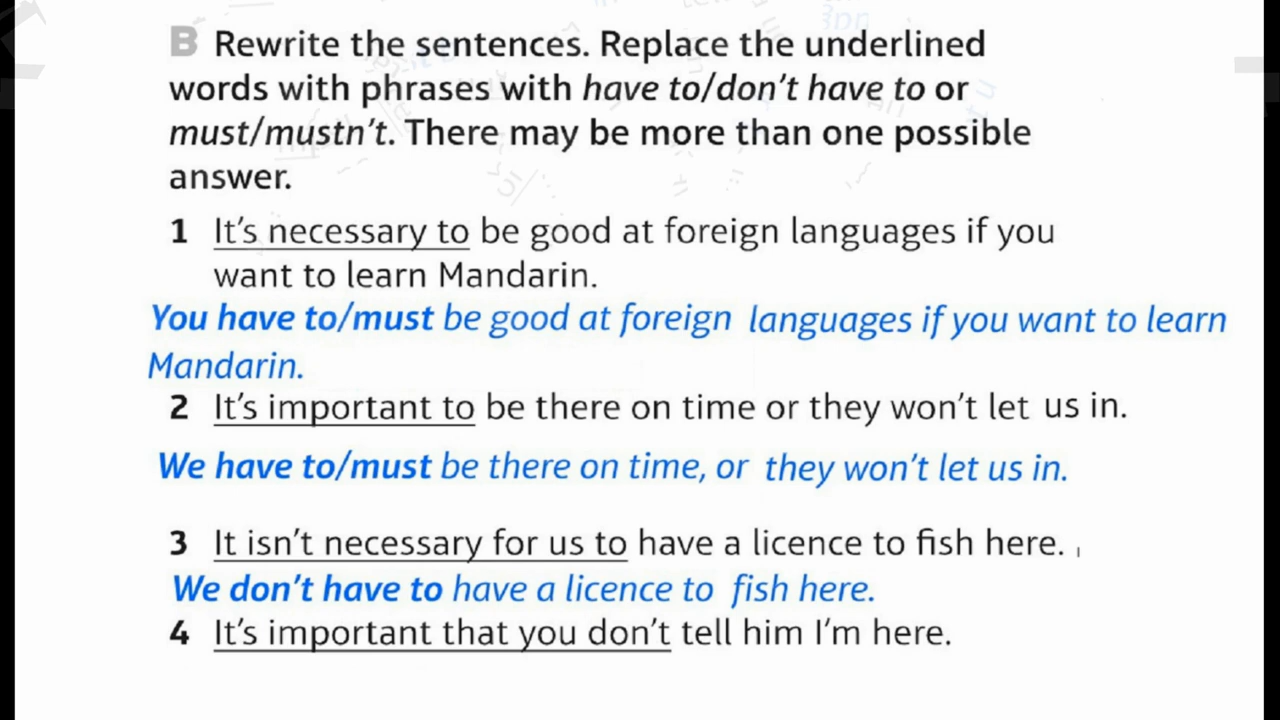 B Rewrite the sentences. Replace the underlined
words with phrases with have to/don't have to or
must/mustn't. There may be more than one possible
answer.
1 It's necessary to be good at foreign languages if you
want to learn Mandarin.
You have to/must be good at foreign languages if you want to learn
Mandarin.
2 It's important to be there on time or they won't let us in.
We have to/must be there on time, or they won't let us in.
3 It isn't necessary for us to have a licence to fish here.
We don't have to have a licence to fish here.
4 It's important that you don't tell him I'm here.